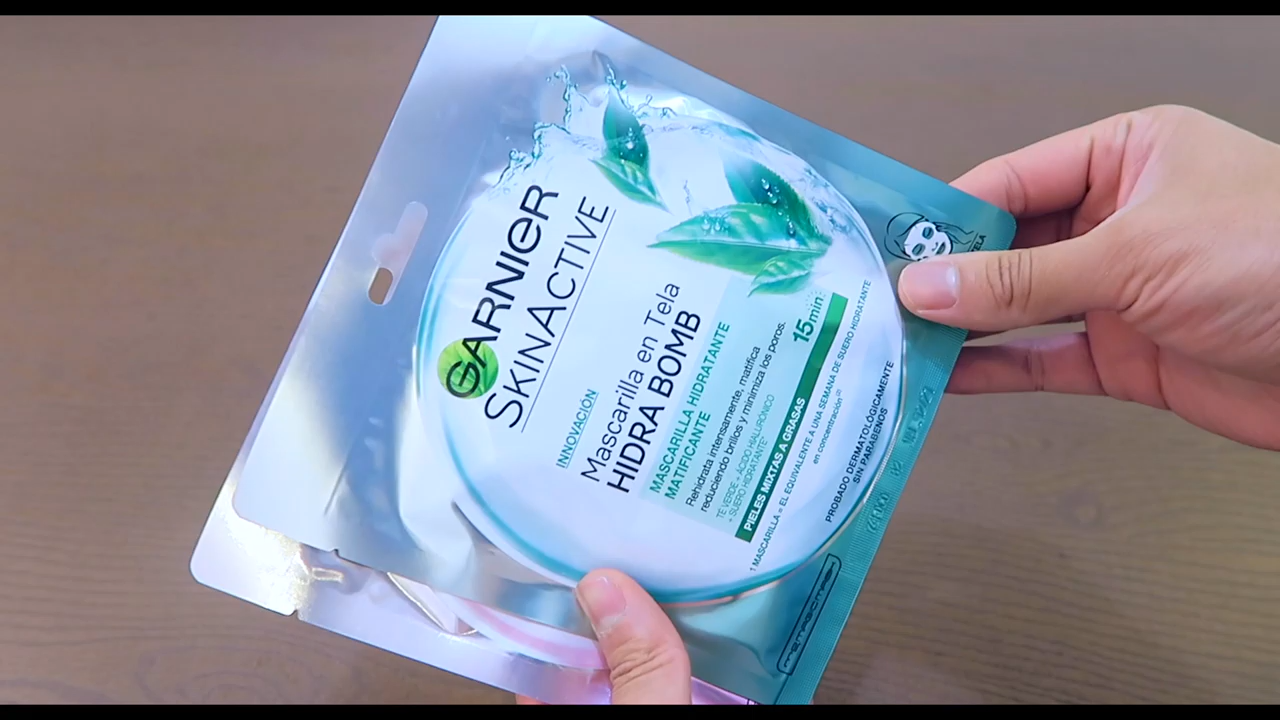 GARNIER
SKINACTIVE
INNOVACIÓN
Mascarilla en Tela
HIDRA BOMB
MASCARILLA HIDRATANTE
MATIFICANTE
Rehidrata intensamente, matifica
reduciendo brillos y minimiza los poros.
TÉ VERDE + ÁCIDO HIALURÓNICO
+ SUERO HIDRATANTE
PIELES MIXTAS A GRASAS
15min
1 MASCARILLA = EL EQUIVALENTE A UNA SEMANA DE SUERO HIDRATANTE
en concentración
PROBADO DERMATOLÓGICAMENTE
SIN PARABENOS
TELA